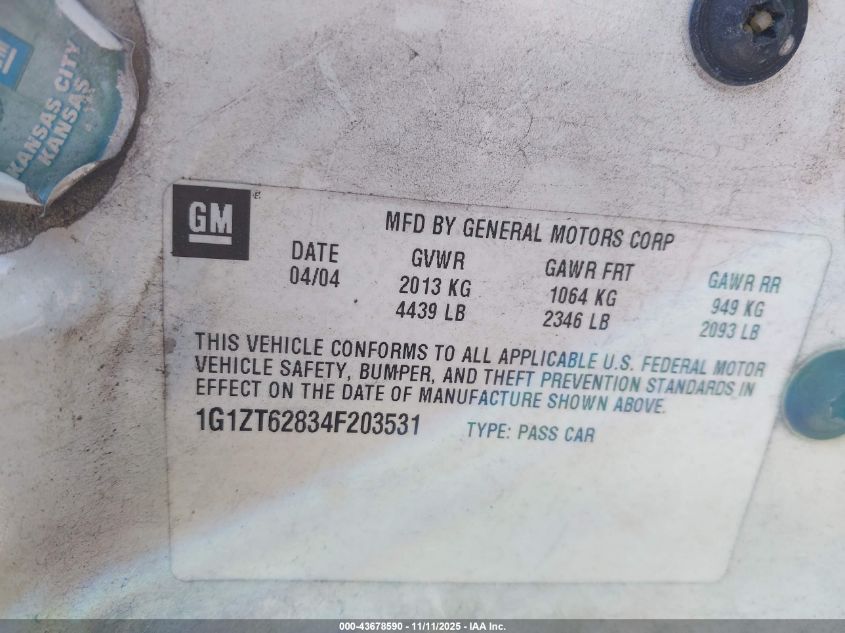 GM
KANSAS CITY
KANSAS
GM
®
MFD BY GENERAL MOTORS CORP
DATE GVWR GAWR FRT GAWR RR
04/04 2013 KG 1064 KG 949 KG
4439 LB 2346 LB 2093 LB
THIS VEHICLE CONFORMS TO ALL APPLICABLE U.S. FEDERAL MOTOR
VEHICLE SAFETY, BUMPER, AND THEFT PREVENTION STANDARDS IN
EFFECT ON THE DATE OF MANUFACTURE SHOWN ABOVE.
1G1ZT62834F203531 TYPE: PASS CAR
000-43678590 - 11/11/2025 - IAA Inc.